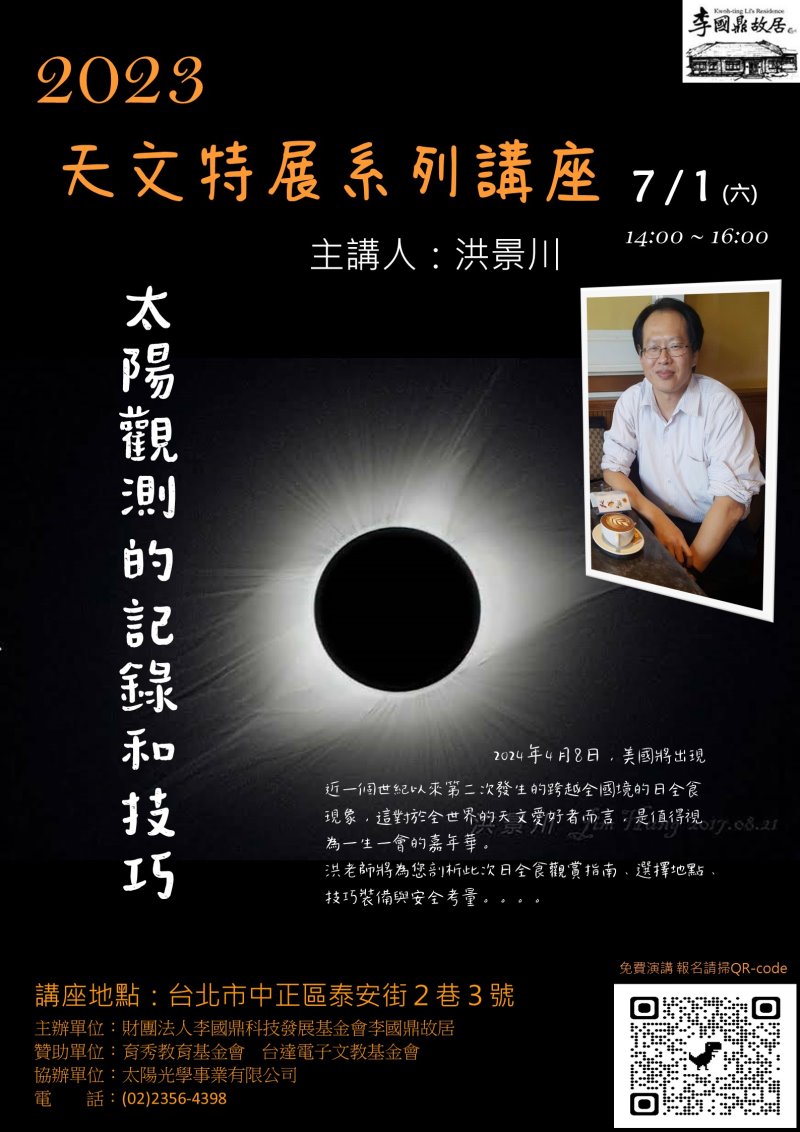 Kwoh-ting Li's Residence
李國鼎故居
2023
天文特展系列講座
7/1 (六)
14:00 ~ 16:00
主講人：洪景川
太陽觀測的記錄和技巧
2024年4月8日，美國將出現
近一個世紀以來第二次發生的跨越全國境的日全食
現象，這對於全世界的天文愛好者而言，是值得視
為一生一會的嘉年華。
洪老師將為您剖析此次日全食觀賞指南、選擇地點、
技巧裝備與安全考量。。。。
洪景川 Jim Hung 2017.08.21
免費演講 報名請掃QR-code
講座地點：台北市中正區泰安街２巷３號
主辦單位：財團法人李國鼎科技發展基金會李國鼎故居
贊助單位：育秀教育基金會　台達電子文教基金會
協辦單位：太陽光學事業有限公司
電　　話：(02)2356-4398